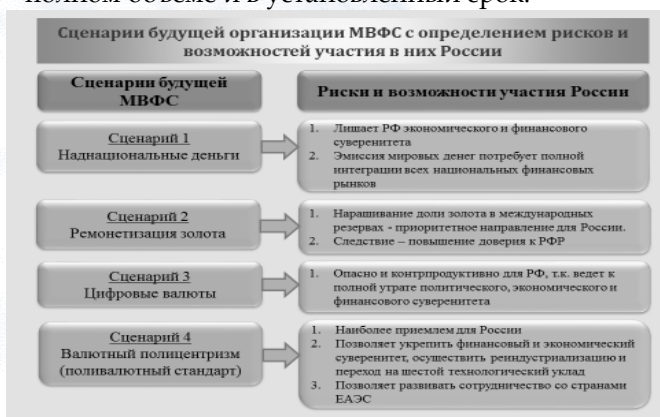 полном объеме и в установленный срок.
Сценарии будущей организации МВФС с определением рисков и
возможностей участия в них России
Сценарии будущей
МВФС
Риски и возможности участия России
Сценарий 1
Наднациональные деньги
1. Лишает РФ экономического и финансового
суверенитета
2. Эмиссия мировых денег потребует полной
интеграции всех национальных финансовых
рынков
Сценарий 2
Ремонетизация золота
1. Наращивание доли золота в международных
резервах - приоритетное направление для России.
2. Следствие – повышение доверия к РФР
Сценарий 3
Цифровые валюты
1. Опасно и контрпродуктивно для РФ, т.к. ведет к
полной утрате политического, экономического и
финансового суверенитета
Сценарий 4
Валютный полицентризм
(поливалютный стандарт)
1. Наиболее приемлем для России
2. Позволяет укрепить финансовый и экономический
суверенитет, осуществить реиндустриализацию и
переход на шестой технологический уклад
3. Позволяет развивать сотрудничество со странами
ЕАЭС